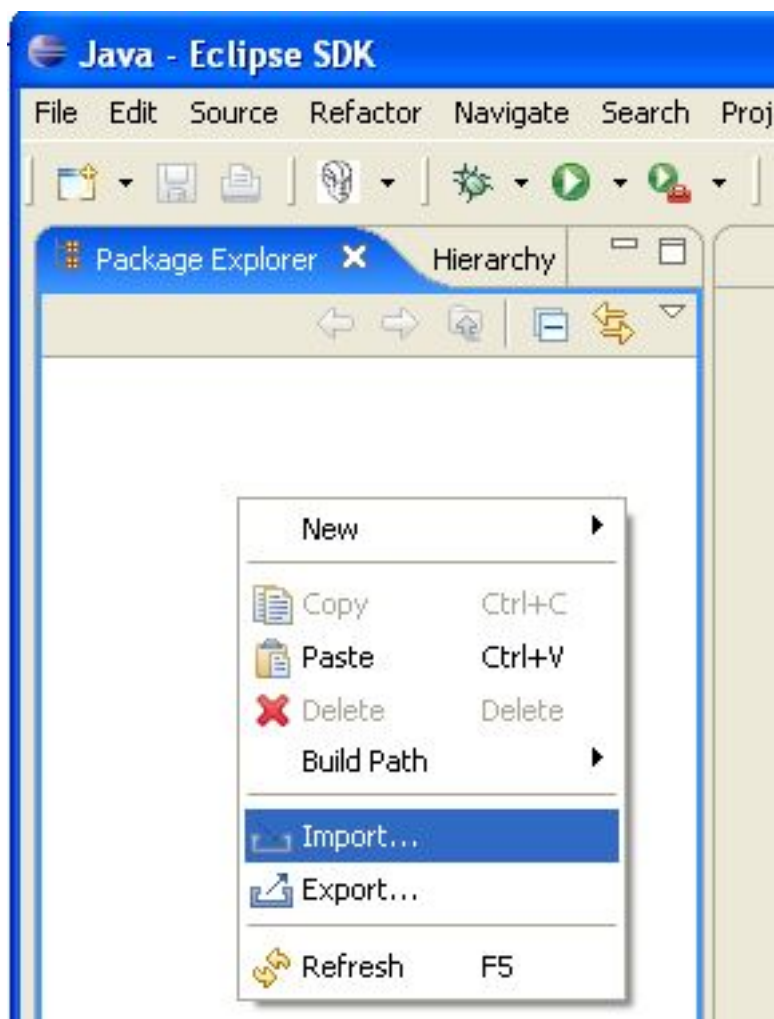 Java - Eclipse SDK
File Edit Source Refactor Navigate Search Proj
Package Explorer Hierarchy
New
Copy Ctrl+C
Paste Ctrl+V
Delete Delete
Build Path
Import...
Export...
Refresh F5